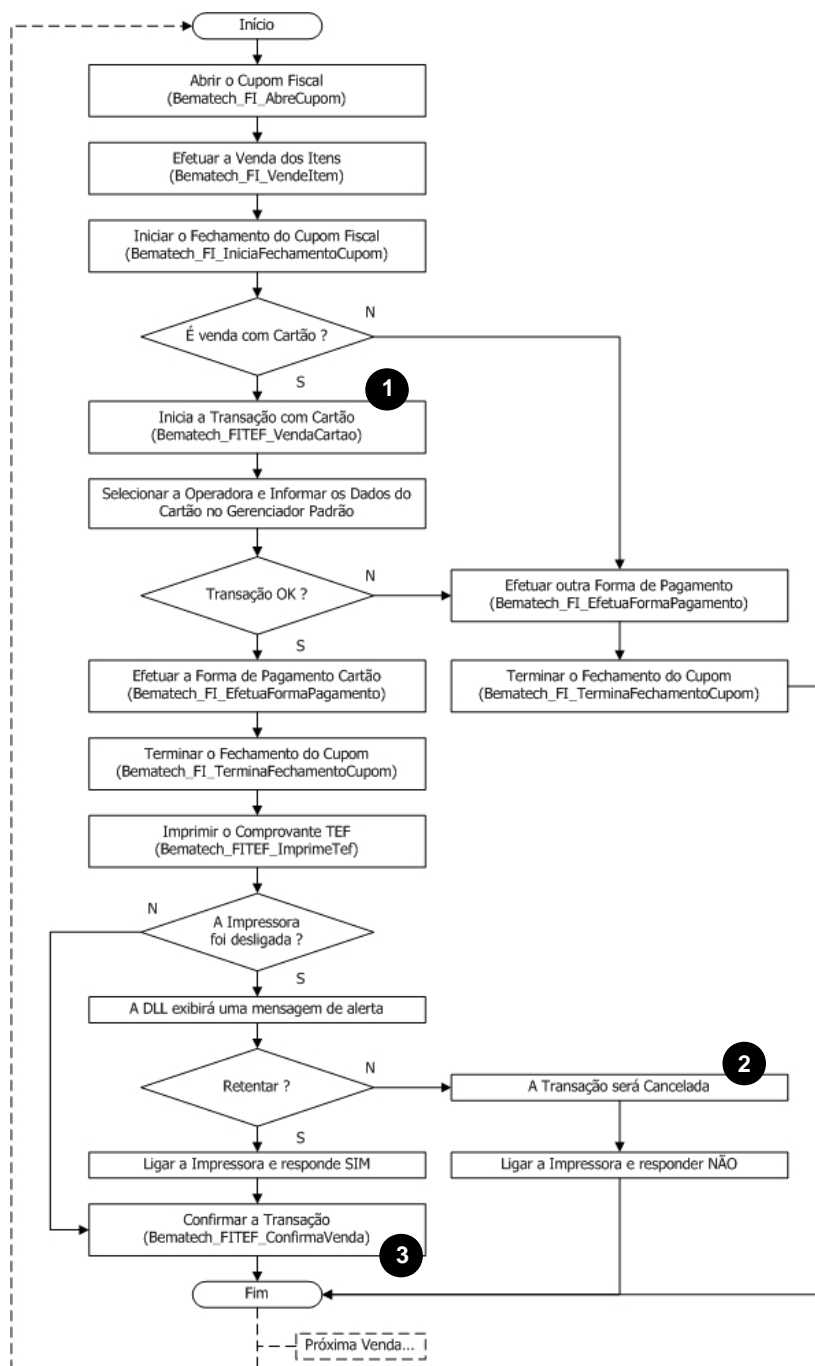 Início
Abrir o Cupom Fiscal
(Bematech_FI_AbreCupom)
Efetuar a Venda dos Itens
(Bematech_FI_VendeItem)
Iniciar o Fechamento do Cupom Fiscal
(Bematech_FI_IniciaFechamentoCupom)
É venda com Cartão ?
N
S
1
Inicia a Transação com Cartão
(Bematech_FITEF_VendaCartao)
Selecionar a Operadora e Informar os Dados do
Cartão no Gerenciador Padrão
Transação OK ?
N
S
Efetuar outra Forma de Pagamento
(Bematech_FI_EfetuaFormaPagamento)
Terminar o Fechamento do Cupom
(Bematech_FI_TerminaFechamentoCupom)
Efetuar a Forma de Pagamento Cartão
(Bematech_FI_EfetuaFormaPagamento)
Terminar o Fechamento do Cupom
(Bematech_FI_TerminaFechamentoCupom)
Imprimir o Comprovante TEF
(Bematech_FITEF_ImprimeTef)
N
A Impressora
foi desligada ?
S
A DLL exibirá uma mensagem de alerta
Retentar ?
N
S
2
A Transação será Cancelada
Ligar a Impressora e responde SIM
Ligar a Impressora e responder NÃO
Confirmar a Transação
(Bematech_FITEF_ConfirmaVenda)
3
Fim
Próxima Venda...